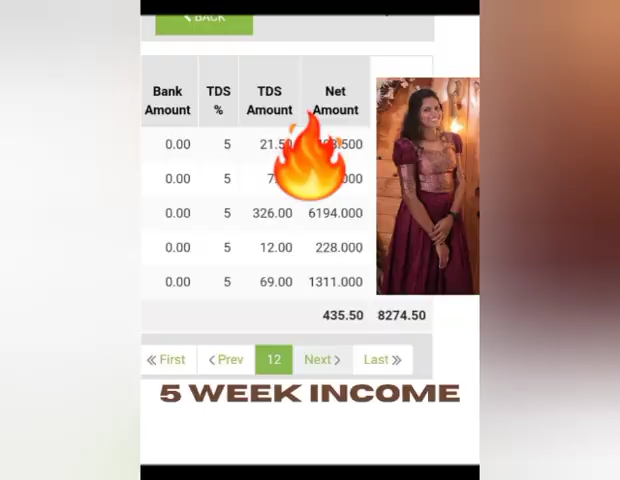 BACK
Bank Amount TDS % TDS Amount Net Amount
0.00 5 21.50
0.00 5
0.00 5 326.00 6194.000
0.00 5 12.00 228.000
0.00 5 69.00 1311.000
435.50 8274.50
First Prev 12 Next Last
5 WEEK INCOME